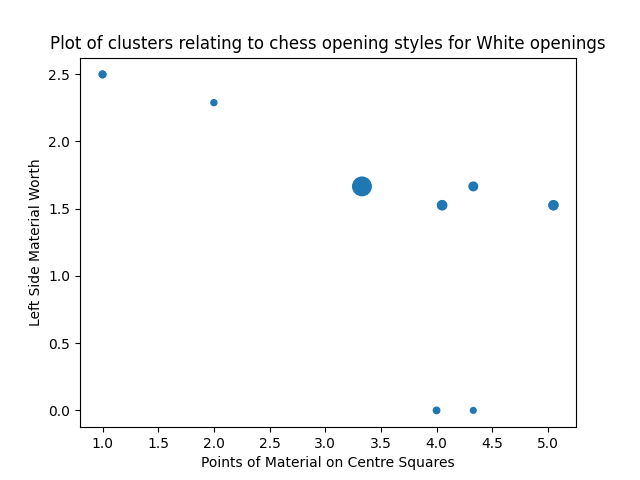 Plot of clusters relating to chess opening styles for White openings
2.5
2.0
1.5
1.0
0.5
0.0
Left Side Material Worth
1.0 1.5 2.0 2.5 3.0 3.5 4.0 4.5 5.0
Points of Material on Centre Squares